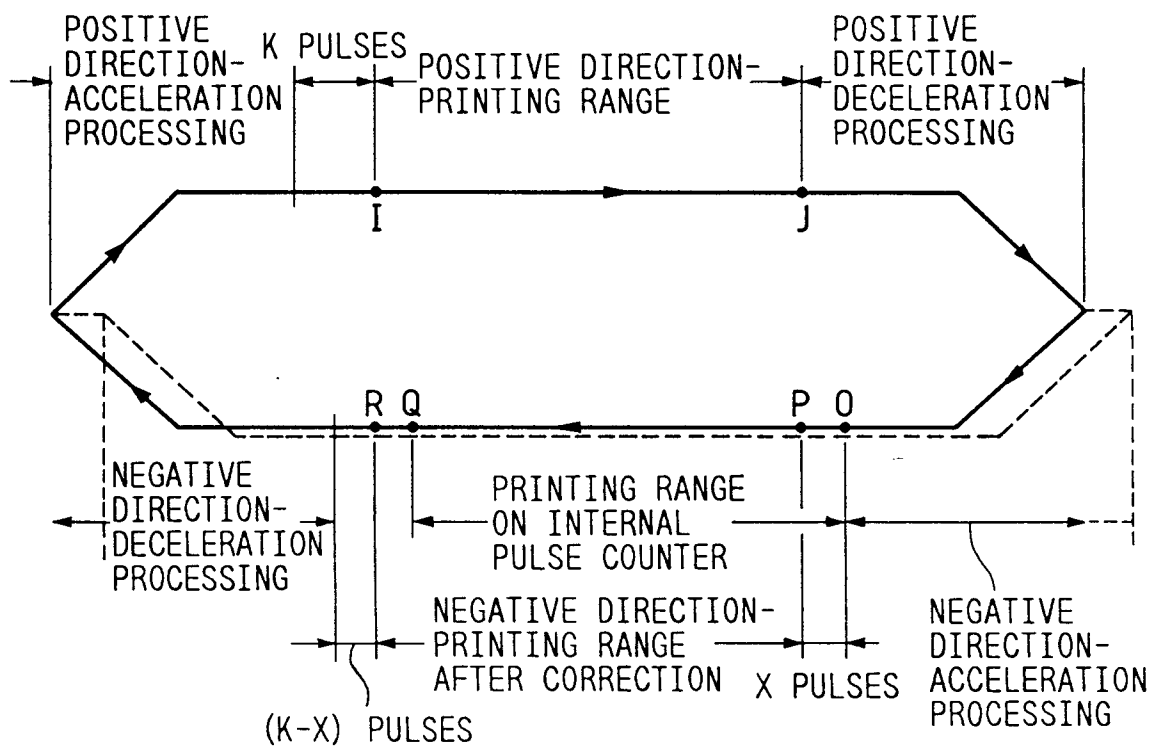 POSITIVE
DIRECTION-
ACCELERATION
PROCESSING
K PULSES
POSITIVE DIRECTION-
PRINTING RANGE
POSITIVE
DIRECTION-
DECELERATION
PROCESSING
I
J
R
Q
P
O
NEGATIVE
DIRECTION-
DECELERATION
PROCESSING
PRINTING RANGE
ON INTERNAL
PULSE COUNTER
NEGATIVE DIRECTION-
PRINTING RANGE
AFTER CORRECTION
X PULSES
NEGATIVE
DIRECTION-
ACCELERATION
PROCESSING
(K-X) PULSES